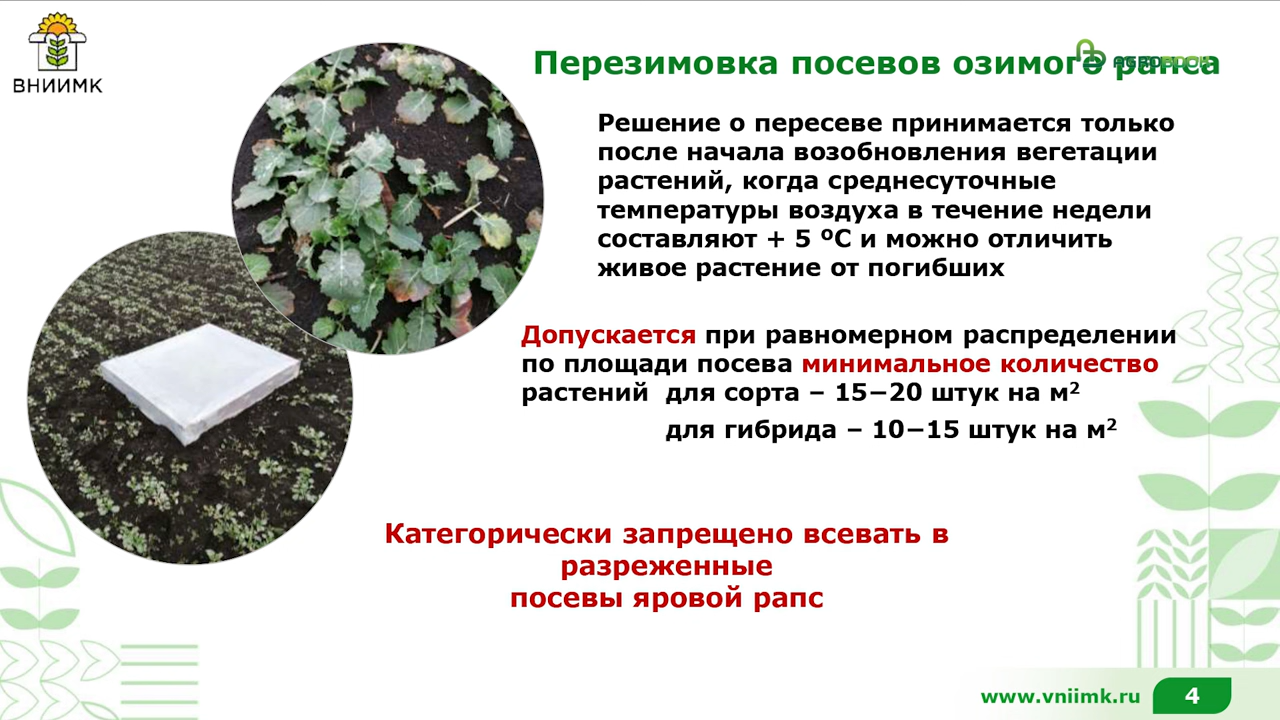 ВНИИМК
Перезимовка посевов озимого рапса
AGROBOOK
Решение о пересеве принимается только
после начала возобновления вегетации
растений, когда среднесуточные
температуры воздуха в течение недели
составляют + 5 ºС и можно отличить
живое растение от погибших
Допускается при равномерном распределении
по площади посева минимальное количество
растений для сорта – 15−20 штук на м²
для гибрида – 10−15 штук на м²
Категорически запрещено всевать в
разреженные
посевы яровой рапс
www.vniimk.ru
4